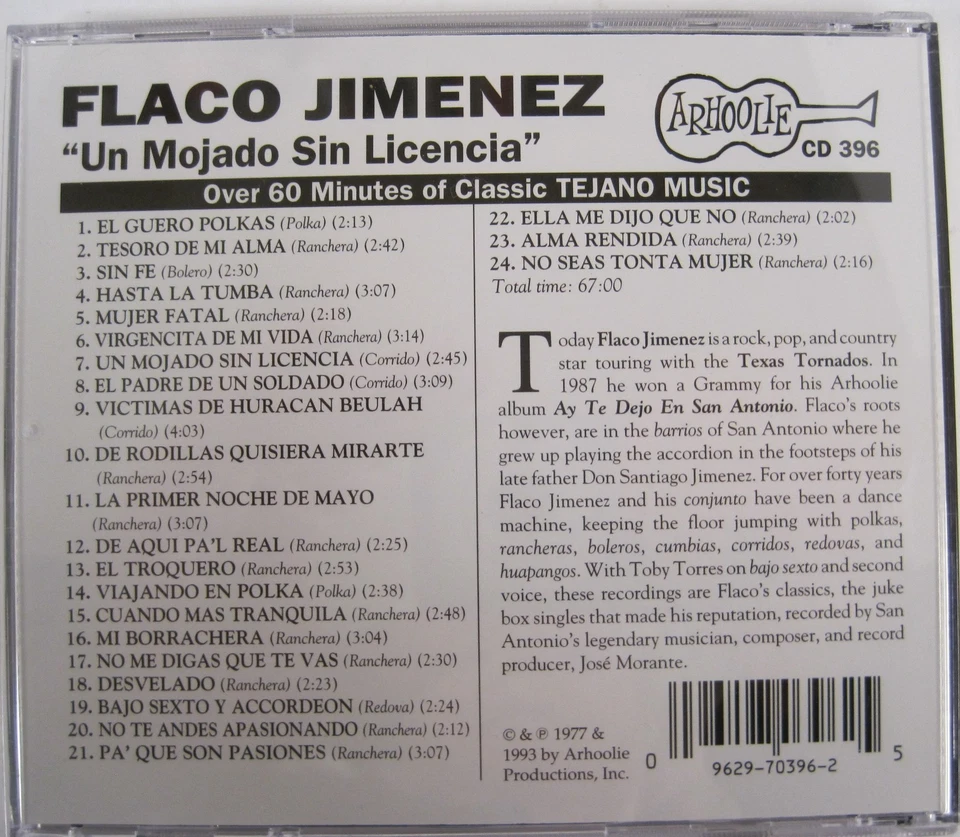 FLACO JIMENEZ
"Un Mojado Sin Licencia"
ARHOOLIE
CD 396
Over 60 Minutes of Classic TEJANO MUSIC
1. EL GUERO POLKAS (Polka) (2:13)
2. TESORO DE MI ALMA (Ranchera) (2:42)
3. SIN FE (Bolero) (2:30)
4. HASTA LA TUMBA (Ranchera) (3:07)
5. MUJER FATAL (Ranchera) (2:18)
6. VIRGENCITA DE MI VIDA (Ranchera) (3:14)
7. UN MOJADO SIN LICENCIA (Corrido) (2:45)
8. EL PADRE DE UN SOLDADO (Corrido) (3:09)
9. VICTIMAS DE HURACAN BEULAH
(Corrido) (4:03)
10. DE RODILLAS QUISIERA MIRARTE
(Ranchera) (2:54)
11. LA PRIMER NOCHE DE MAYO
(Ranchera) (3:07)
12. DE AQUI PA'L REAL (Ranchera) (2:25)
13. EL TROQUERO (Ranchera) (2:53)
14. VIAJANDO EN POLKA (Polka) (2:38)
15. CUANDO MAS TRANQUILA (Ranchera) (2:48)
16. MI BORRACHERA (Ranchera) (3:04)
17. NO ME DIGAS QUE TE VAS (Ranchera) (2:30)
18. DESVELADO (Ranchera) (2:23)
19. BAJO SEXTO Y ACCORDEON (Redova) (2:24)
20. NO TE ANDES APASIONANDO (Ranchera) (2:12)
21. PA' QUE SON PASIONES (Ranchera) (3:07)
22. ELLA ME DIJO QUE NO (Ranchera) (2:02)
23. ALMA RENDIDA (Ranchera) (2:39)
24. NO SEAS TONTA MUJER (Ranchera) (2:16)
Total time: 67:00
Today Flaco Jimenez is a rock, pop, and country
star touring with the Texas Tornados. In
1987 he won a Grammy for his Arhoolie
album Ay Te Dejo En San Antonio. Flaco's roots
however, are in the barrios of San Antonio where he
grew up playing the accordion in the footsteps of his
late father Don Santiago Jimenez. For over forty years
Flaco Jimenez and his conjunto have been a dance
machine, keeping the floor jumping with polkas,
rancheras, boleros, cumbias, corridos, redovas, and
huapangos. With Toby Torres on bajo sexto and second
voice, these recordings are Flaco's classics, the juke
box singles that made his reputation, recorded by San
Antonio's legendary musician, composer, and record
producer, José Morante.
© & ℗ 1977 &
1993 by Arhoolie
Productions, Inc.
0 9629-70396-2 5